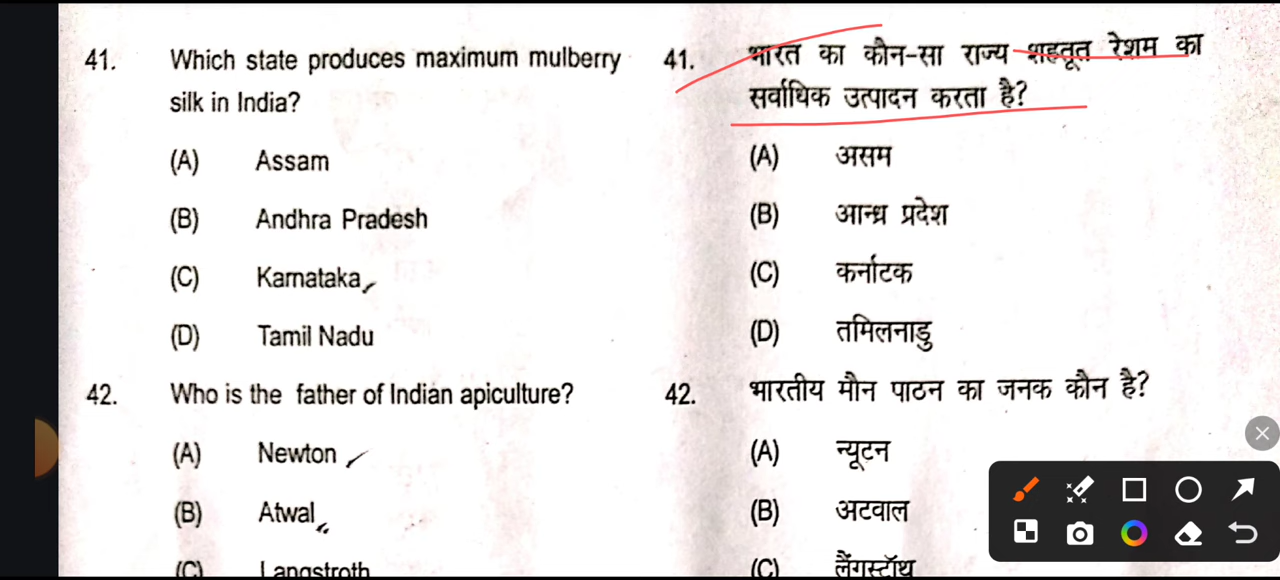 41. Which state produces maximum mulberry
silk in India?
(A) Assam
(B) Andhra Pradesh
(C) Karnataka
(D) Tamil Nadu
42. Who is the father of Indian apiculture?
(A) Newton
(B) Atwal
(C) Langstroth
41. भारत का कौन-सा राज्य शहतूत रेशम का
सर्वाधिक उत्पादन करता है?
(A) असम
(B) आन्ध्र प्रदेश
(C) कर्नाटक
(D) तमिलनाडु
42. भारतीय मौन पाठन का जनक कौन है?
(A) न्यूटन
(B) अटवाल
(C) लैंगस्टॉथ